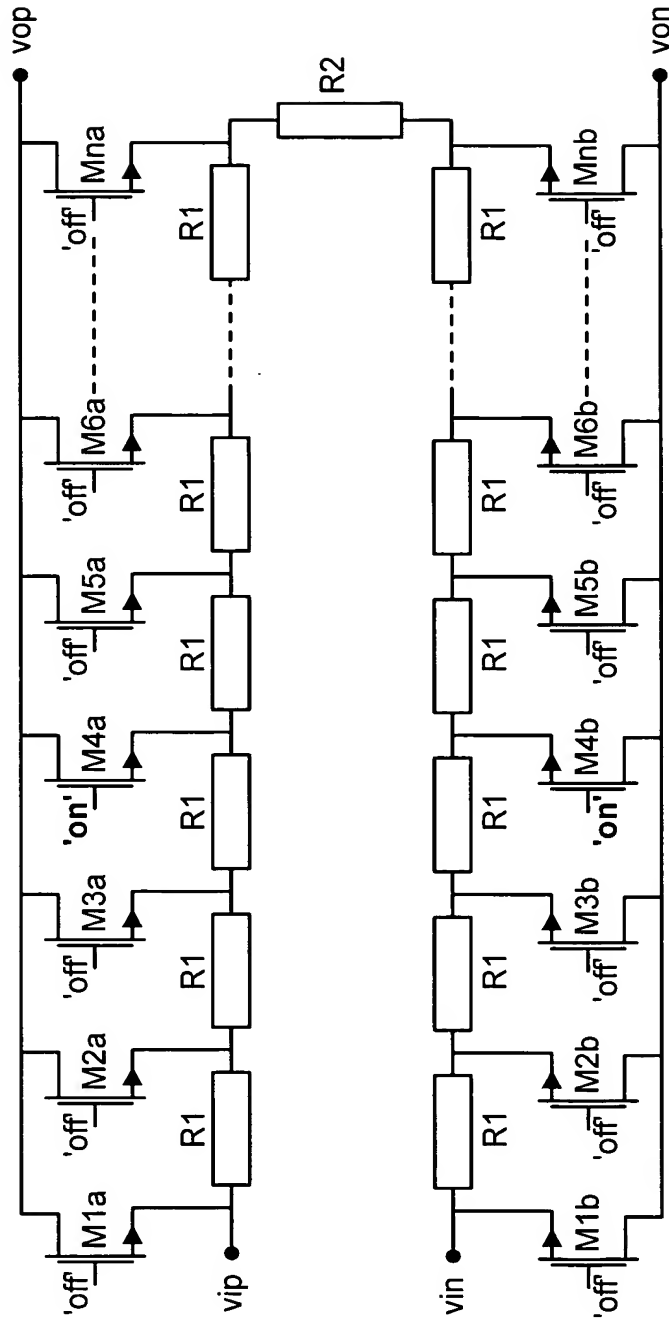 vop
M1a
M2a
M3a
M4a
M5a
M6a
Mna
'off'
'off'
'off'
'on'
'off'
'off'
'off'
R1
R1
R1
R1
R1
R1
vip
R2
vin
R1
R1
R1
R1
R1
R1
M1b
M2b
M3b
M4b
M5b
M6b
Mnb
'off'
'off'
'off'
'on'
'off'
'off'
'off'
von